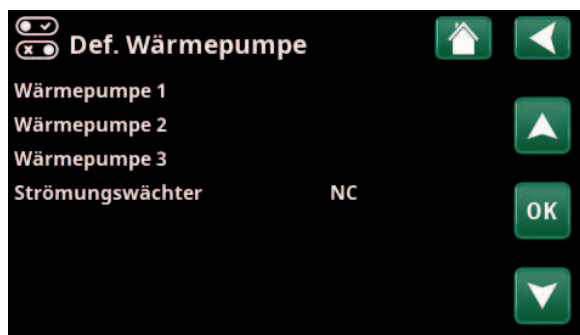 Def. Wärmepumpe
Wärmepumpe 1
Wärmepumpe 2
Wärmepumpe 3
Strömungswächter NC
OK